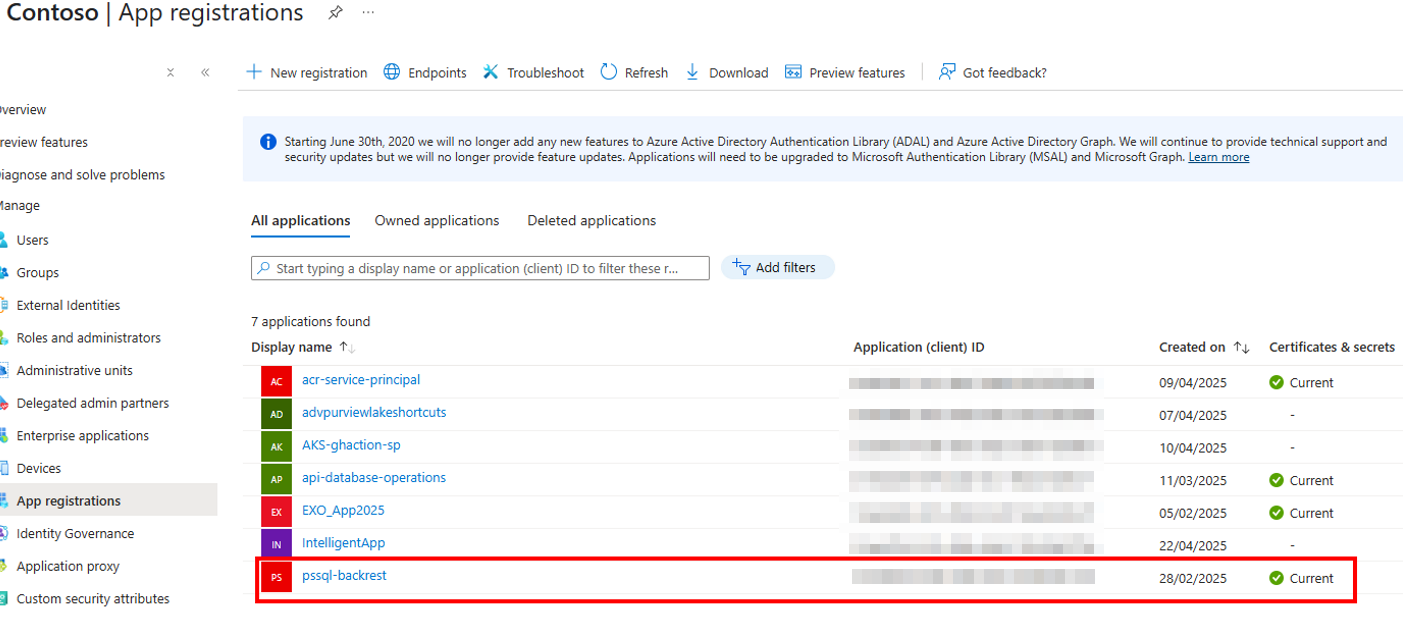 Contoso | App registrations
New registration Endpoints Troubleshoot Refresh Download Preview features Got feedback?
Starting June 30th, 2020 we will no longer add any new features to Azure Active Directory Authentication Library (ADAL) and Azure Active Directory Graph. We will continue to provide technical support and
security updates but we will no longer provide feature updates. Applications will need to be upgraded to Microsoft Authentication Library (MSAL) and Microsoft Graph. Learn more
verview
review features
iagnose and solve problems
anage
Users
Groups
External Identities
Roles and administrators
Administrative units
Delegated admin partners
Enterprise applications
Devices
App registrations
Identity Governance
Application proxy
Custom security attributes
All applications Owned applications Deleted applications
Start typing a display name or application (client) ID to filter these r...
Add filters
7 applications found
Display name Application (client) ID Created on Certificates & secrets
AC acr-service-principal 09/04/2025 Current
AD advpurviewlakeshortcuts 07/04/2025 -
AK AKS-ghaction-sp 10/04/2025 -
AP api-database-operations 11/03/2025 Current
EX EXO_App2025 05/02/2025 Current
IN IntelligentApp 22/04/2025 -
PS pssql-backrest 28/02/2025 Current